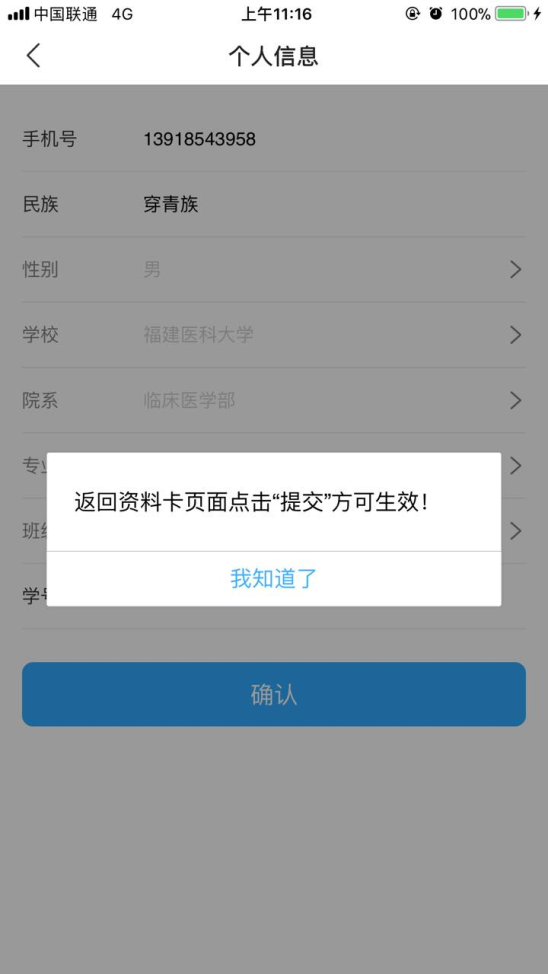 中国联通 4G 上午11:16 100%
个人信息
手机号 13918543958
民族 穿青族
性别 男
学校 福建医科大学
院系 临床医学部
专业
返回资料卡页面点击“提交”方可生效！
班级
我知道了
学号
确认